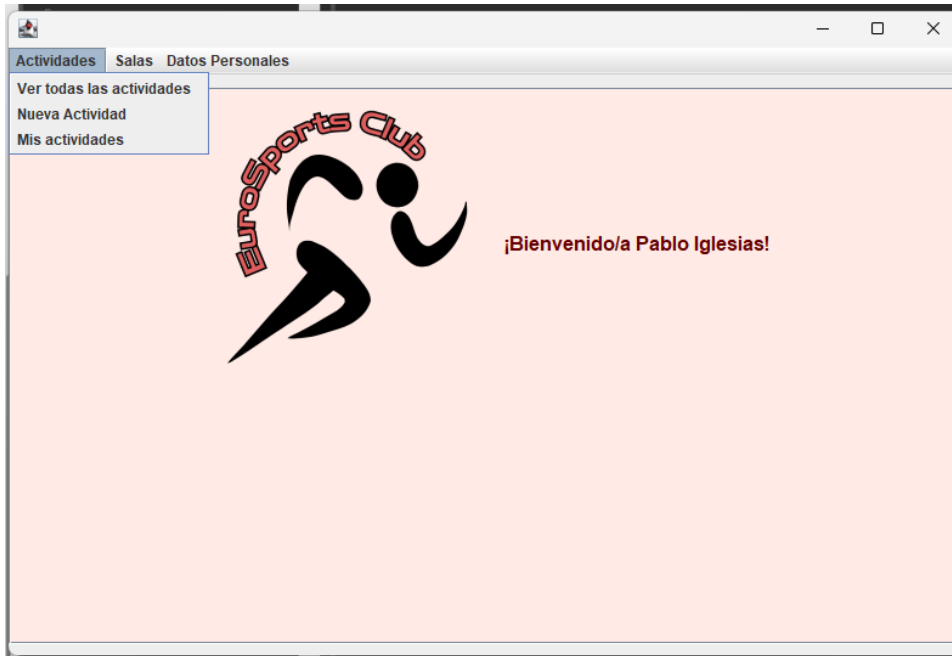 Actividades Salas Datos Personales
Ver todas las actividades
Nueva Actividad
Mis actividades
EuroSports Club
¡Bienvenido/a Pablo Iglesias!